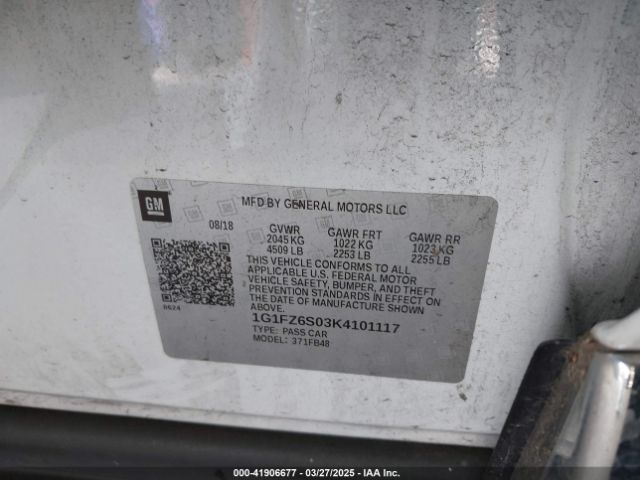 GM
MFD BY GENERAL MOTORS LLC
08/18
GVWR
2045 KG
4509 LB
GAWR FRT
1022 KG
2253 LB
GAWR RR
1023 KG
2255 LB
THIS VEHICLE CONFORMS TO ALL
APPLICABLE U.S. FEDERAL MOTOR
VEHICLE SAFETY, BUMPER, AND THEFT
PREVENTION STANDARDS IN EFFECT ON
THE DATE OF MANUFACTURE SHOWN
ABOVE.
0624
1G1FZ6S03K4101117
TYPE: PASS CAR
MODEL: 371FB48
000-41906677 - 03/27/2025 - IAA Inc.